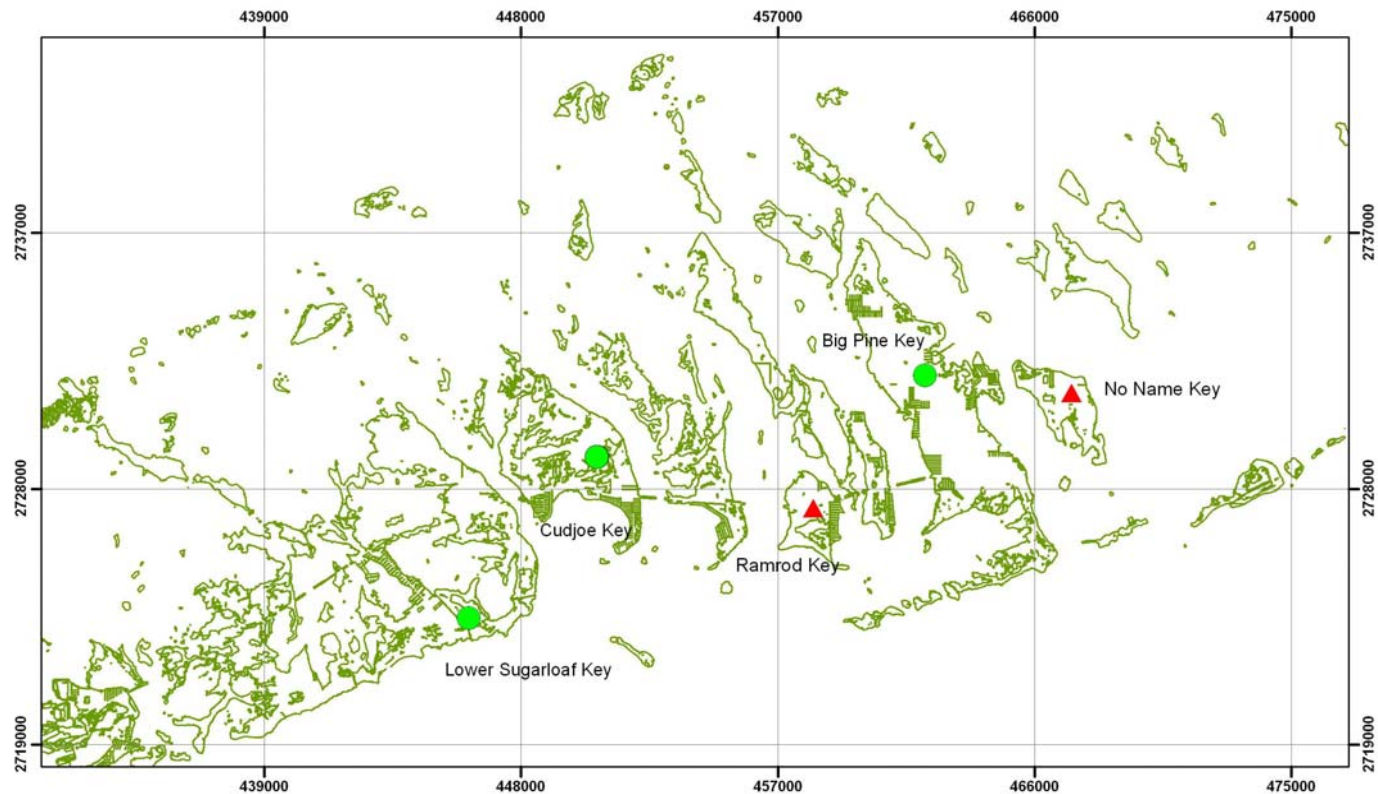 439000 448000 457000 466000 475000
2737000 2737000
Big Pine Key
No Name Key
2728000 2728000
Cudjoe Key
Ramrod Key
Lower Sugarloaf Key
2719000 2719000
439000 448000 457000 466000 475000